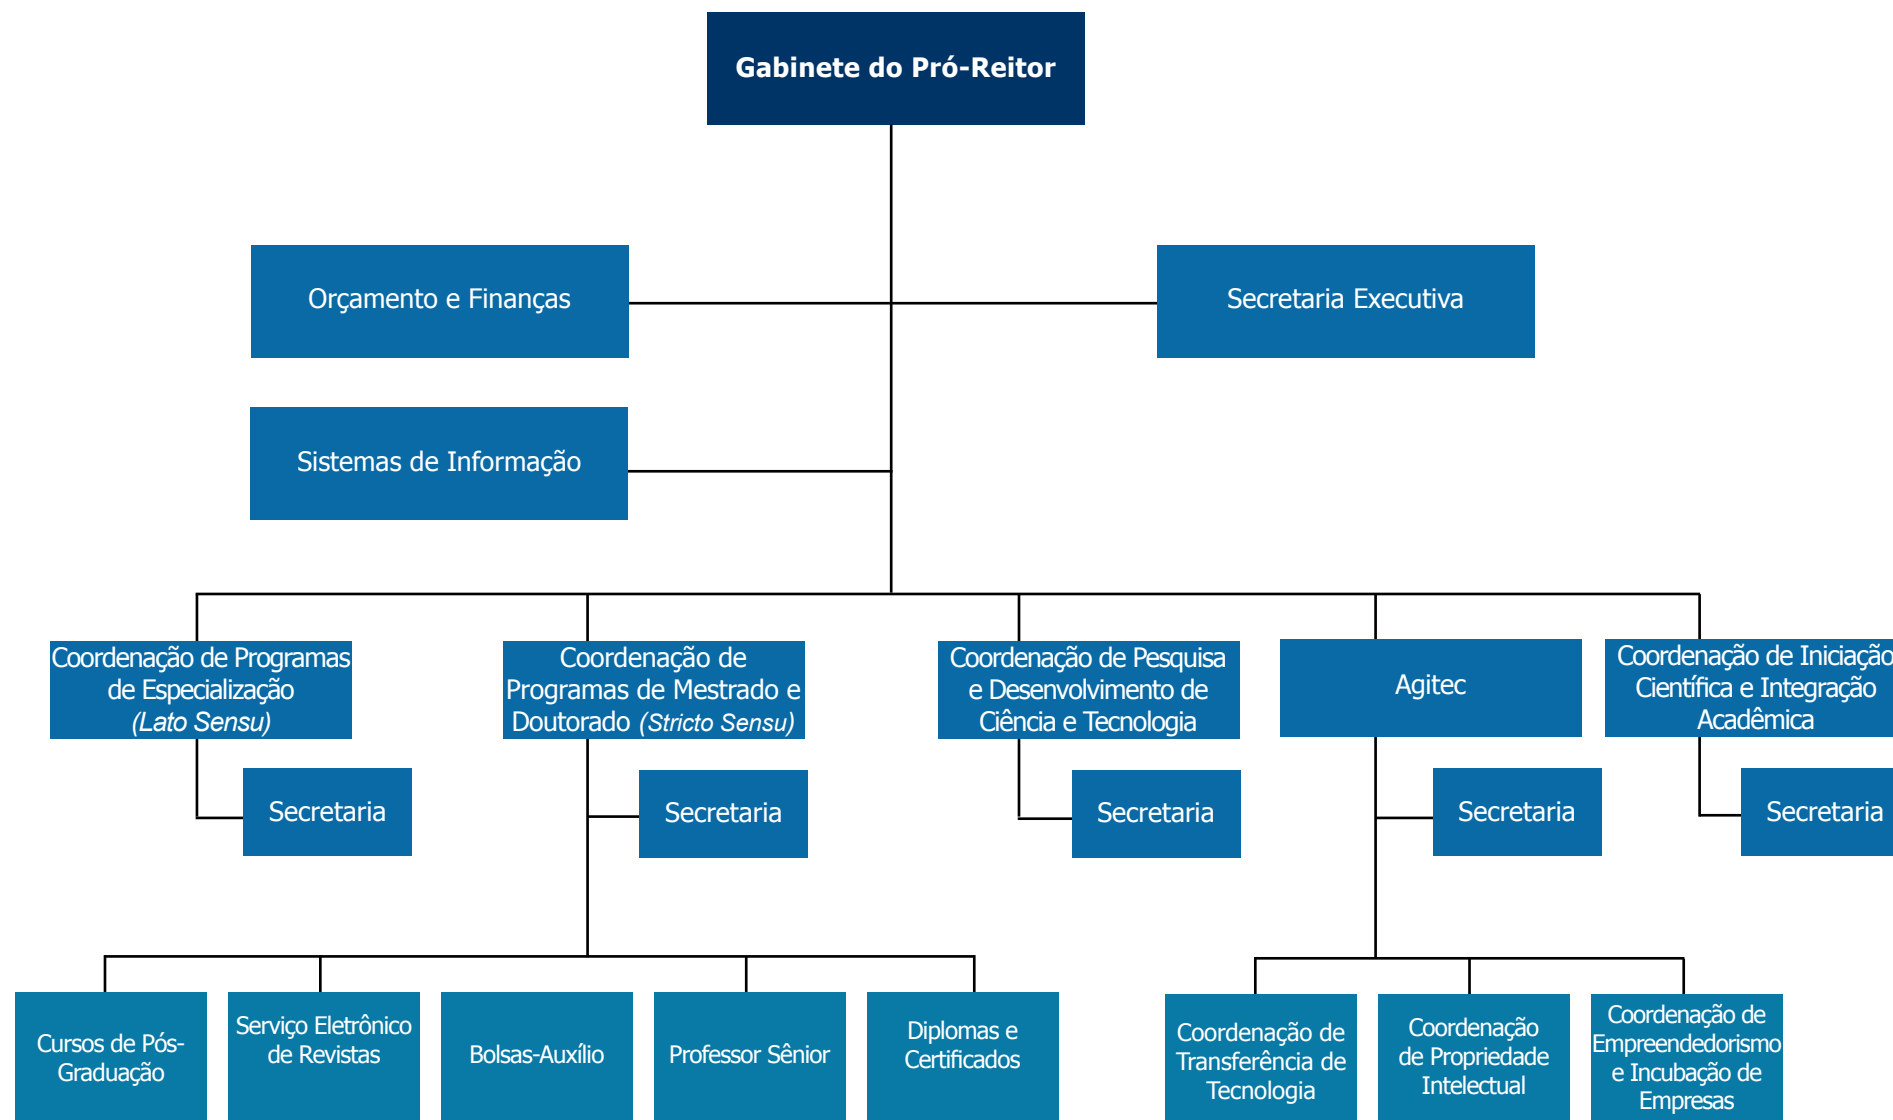 Gabinete do Pró-Reitor
Orçamento e Finanças
Secretaria Executiva
Sistemas de Informação
Coordenação de Programas
de Especialização
(Lato Sensu)
Coordenação de
Programas de Mestrado e
Doutorado (Stricto Sensu)
Coordenação de Pesquisa
e Desenvolvimento de
Ciência e Tecnologia
Agitec
Coordenação de Iniciação
Científica e Integração
Acadêmica
Secretaria
Secretaria
Secretaria
Secretaria
Secretaria
Cursos de Pós-
Graduação
Serviço Eletrônico
de Revistas
Bolsas-Auxílio
Professor Sênior
Diplomas e
Certificados
Coordenação de
Transferência de
Tecnologia
Coordenação
de Propriedade
Intelectual
Coordenação de
Empreendedorismo
e Incubação de
Empresas